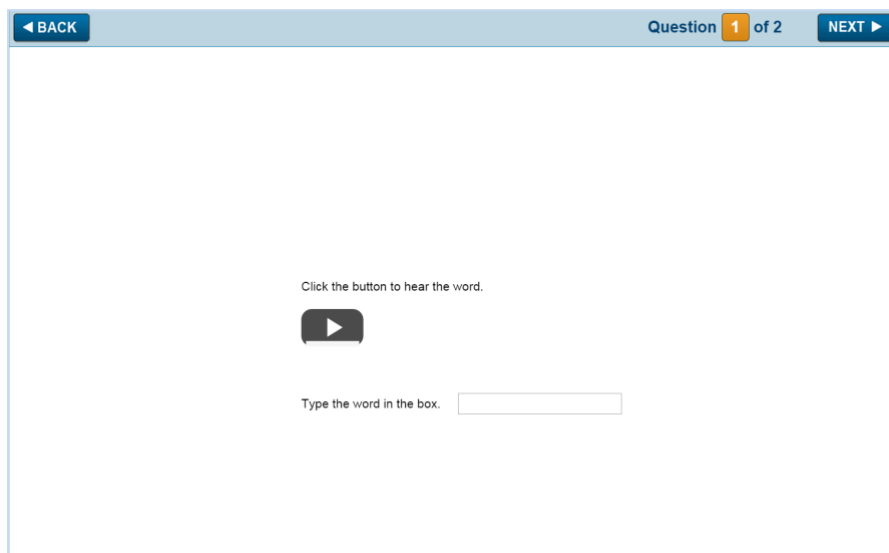 BACK
Question 1 of 2
NEXT
Click the button to hear the word.
Type the word in the box.